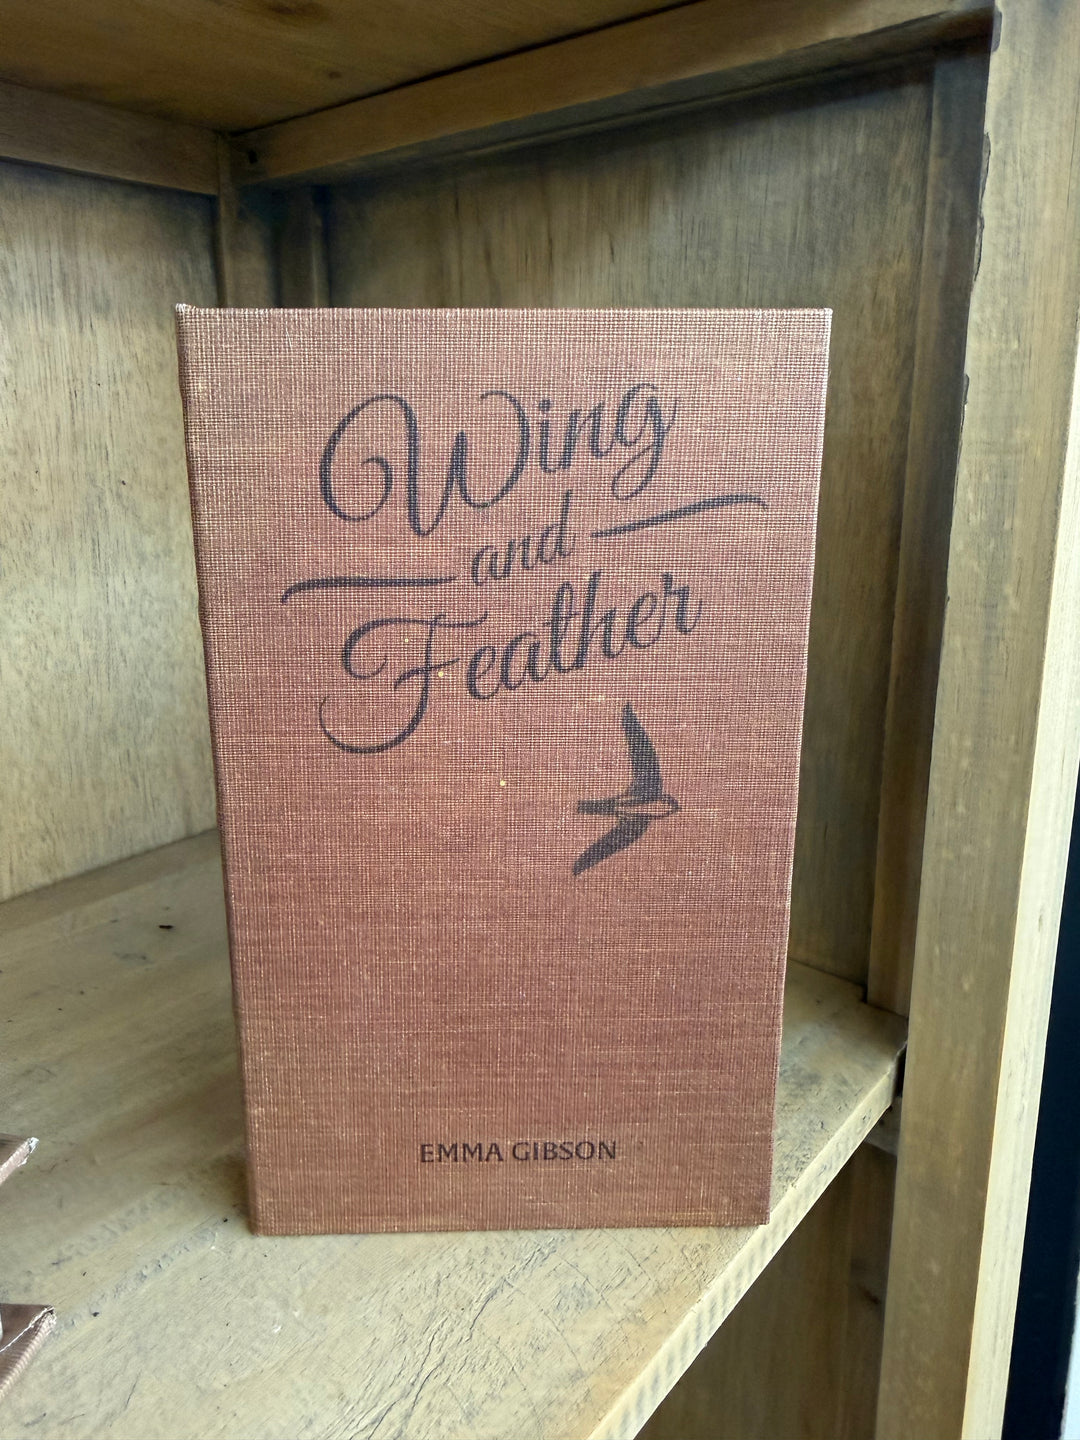 Wing
and
Feather
EMMA GIBSON